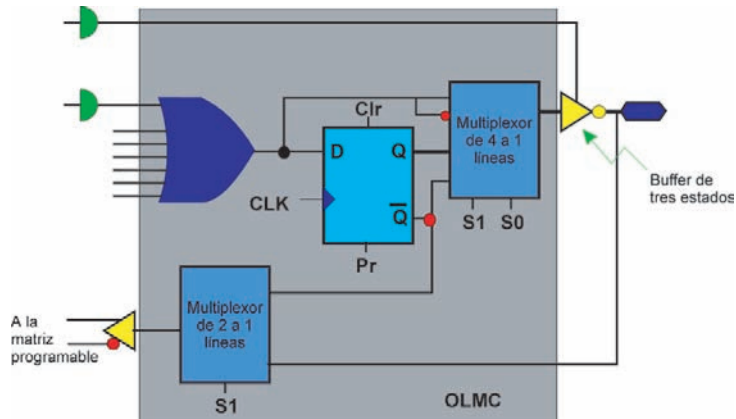 Clr
D
Q
CLK
Q̅
Pr
Multiplexor
de 4 a 1
líneas
S1
S0
Buffer de
tres estados
A la
matriz
programable
Multiplexor
de 2 a 1
líneas
S1
OLMC